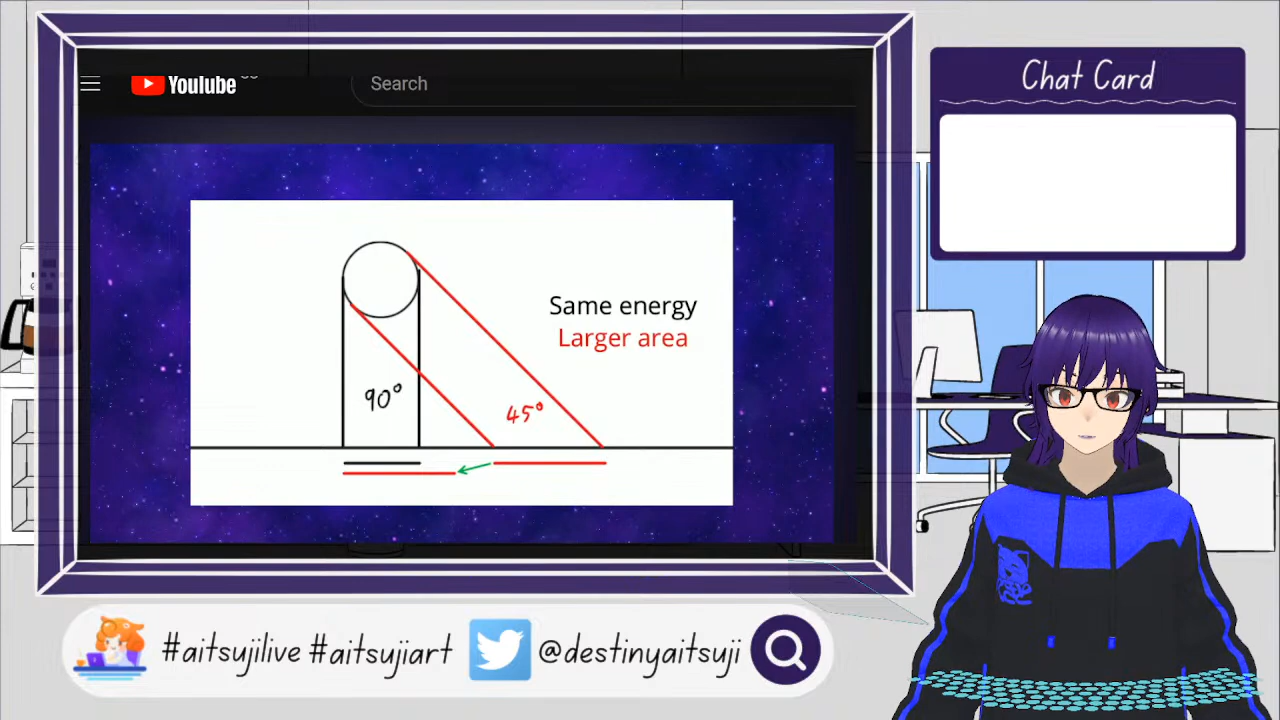 YouTube
Search
Chat Card
Same energy
Larger area
90°
45°
#aitsujilive #aitsujiart
@destinyaitsuji